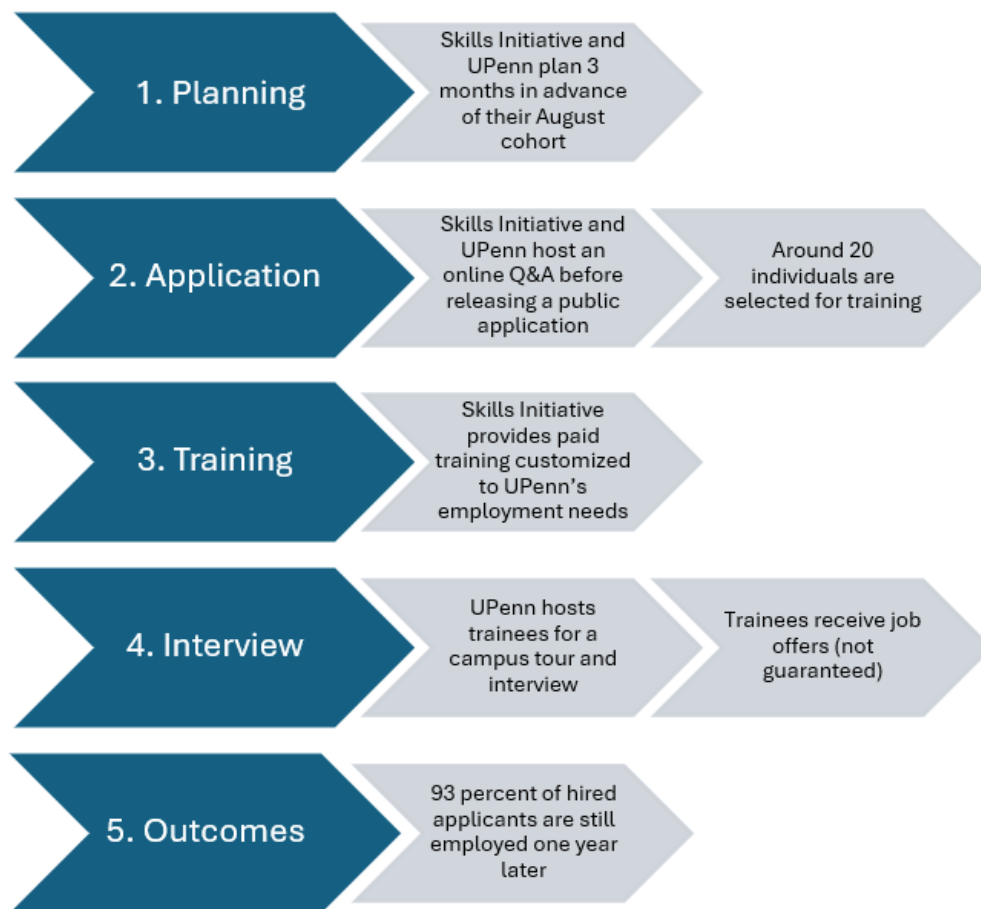 1. Planning
Skills Initiative and
UPenn plan 3
months in advance
of their August
cohort
2. Application
Skills Initiative and
UPenn host an
online Q&A before
releasing a public
application
Around 20
individuals are
selected for training
3. Training
Skills Initiative
provides paid
training customized
to UPenn’s
employment needs
4. Interview
UPenn hosts
trainees for a
campus tour and
interview
Trainees receive job
offers (not
guaranteed)
5. Outcomes
93 percent of hired
applicants are still
employed one year
later